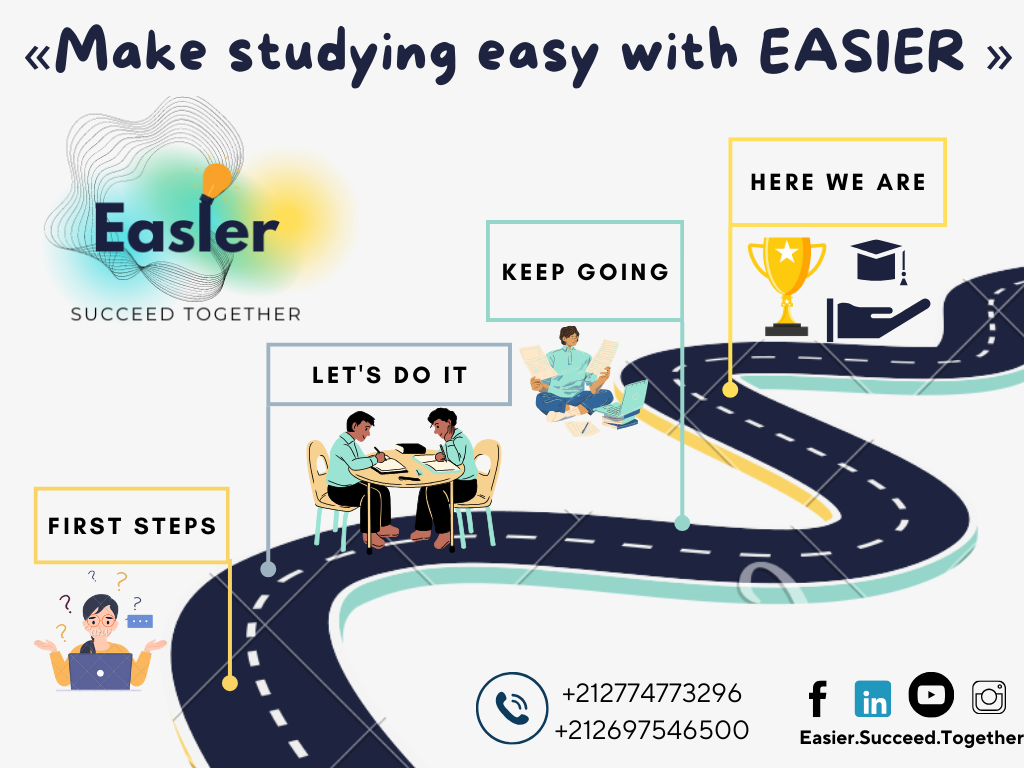 «Make studying easy with EASIER »
Easier
SUCCEED TOGETHER
HERE WE ARE
KEEP GOING
LET'S DO IT
FIRST STEPS
+212774773296
+212697546500
Easier.Succeed.Together